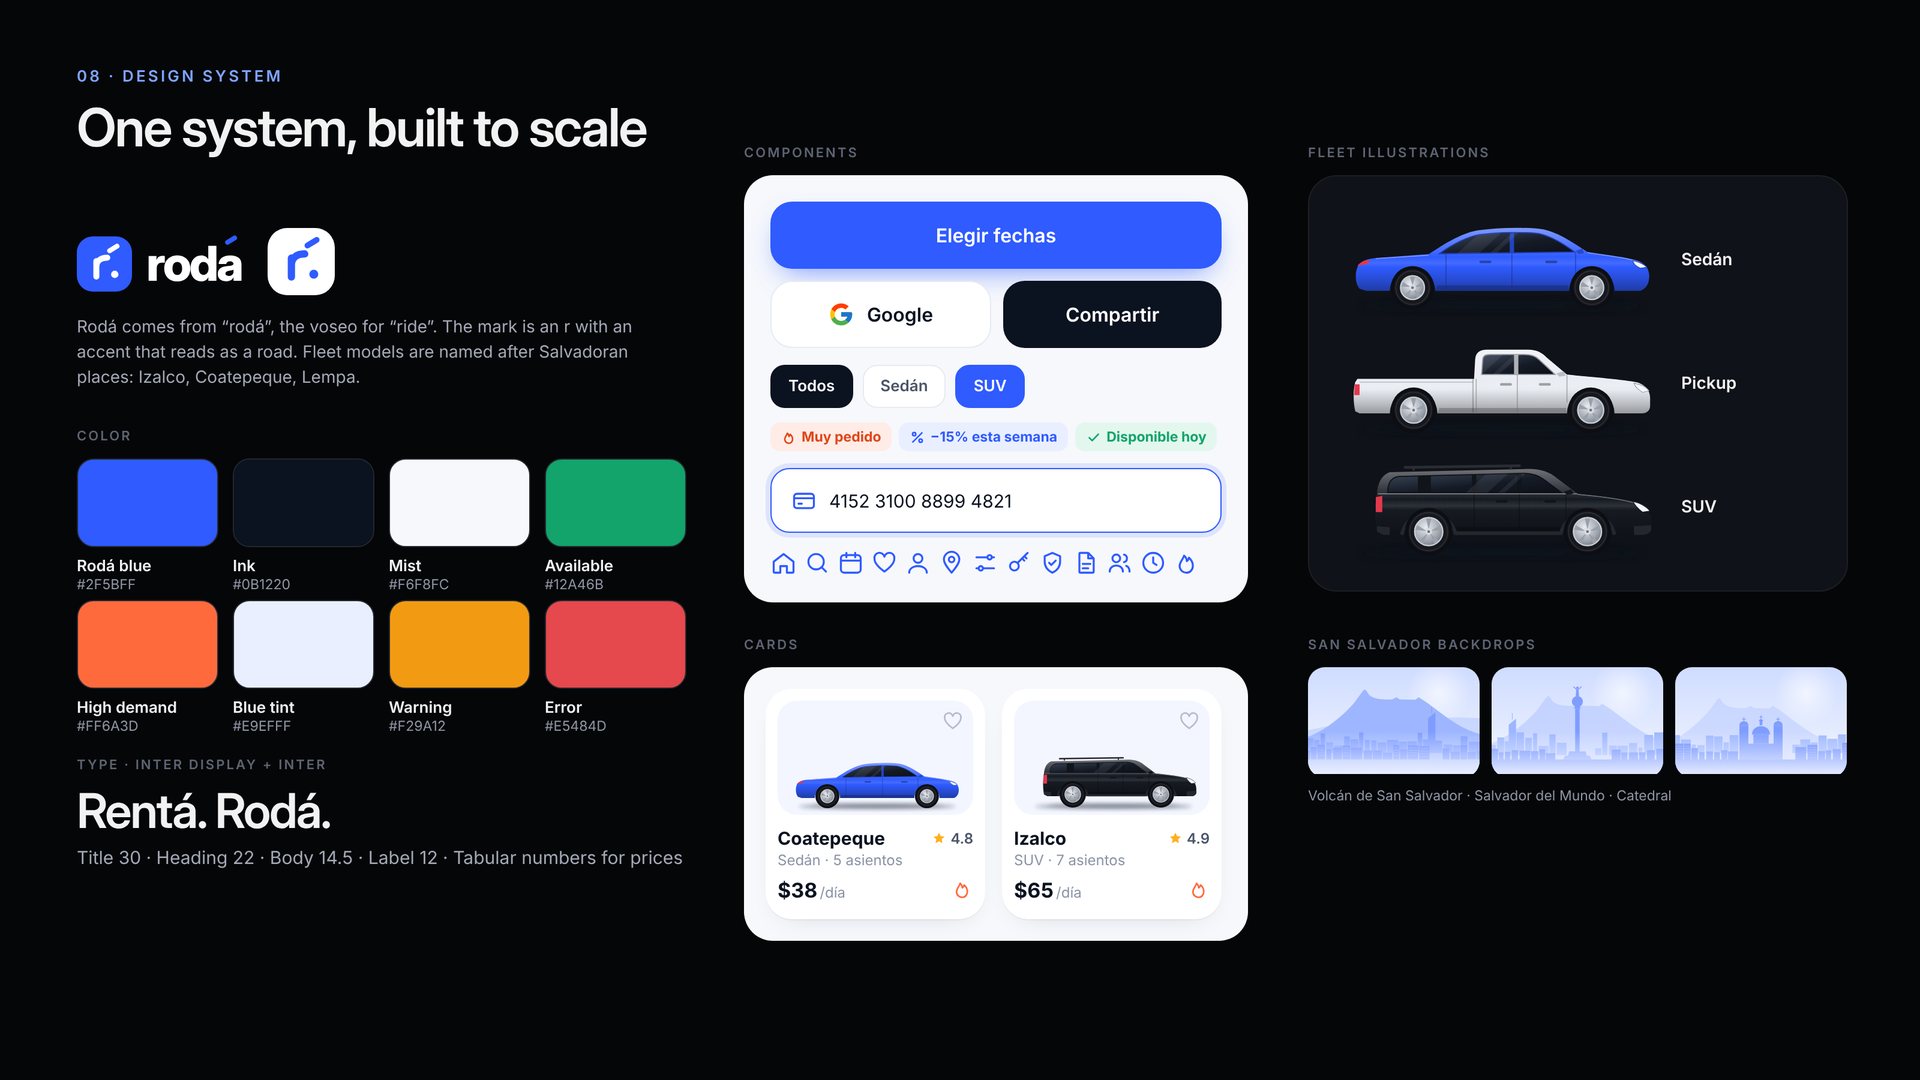 08 · DESIGN SYSTEM
One system, built to scale
ŕ.
rodá
ŕ.
Rodá comes from “rodá”, the voseo for “ride”. The mark is an r with an
accent that reads as a road. Fleet models are named after Salvadoran
places: Izalco, Coatepeque, Lempa.
COLOR
Rodá blue
#2F5BFF
Ink
#0B1220
Mist
#F6F8FC
Available
#12A46B
High demand
#FF6A3D
Blue tint
#E9EFFF
Warning
#F29A12
Error
#E5484D
TYPE · INTER DISPLAY + INTER
Rentá. Rodá.
Title 30 · Heading 22 · Body 14.5 · Label 12 · Tabular numbers for prices
COMPONENTS
Elegir fechas
Google
Compartir
Todos
Sedán
SUV
Muy pedido
−15% esta semana
Disponible hoy
4152 3100 8899 4821
CARDS
Coatepeque
4.8
Sedán · 5 asientos
$38 /día
Izalco
4.9
SUV · 7 asientos
$65 /día
FLEET ILLUSTRATIONS
Sedán
Pickup
SUV
SAN SALVADOR BACKDROPS
Volcán de San Salvador · Salvador del Mundo · Catedral